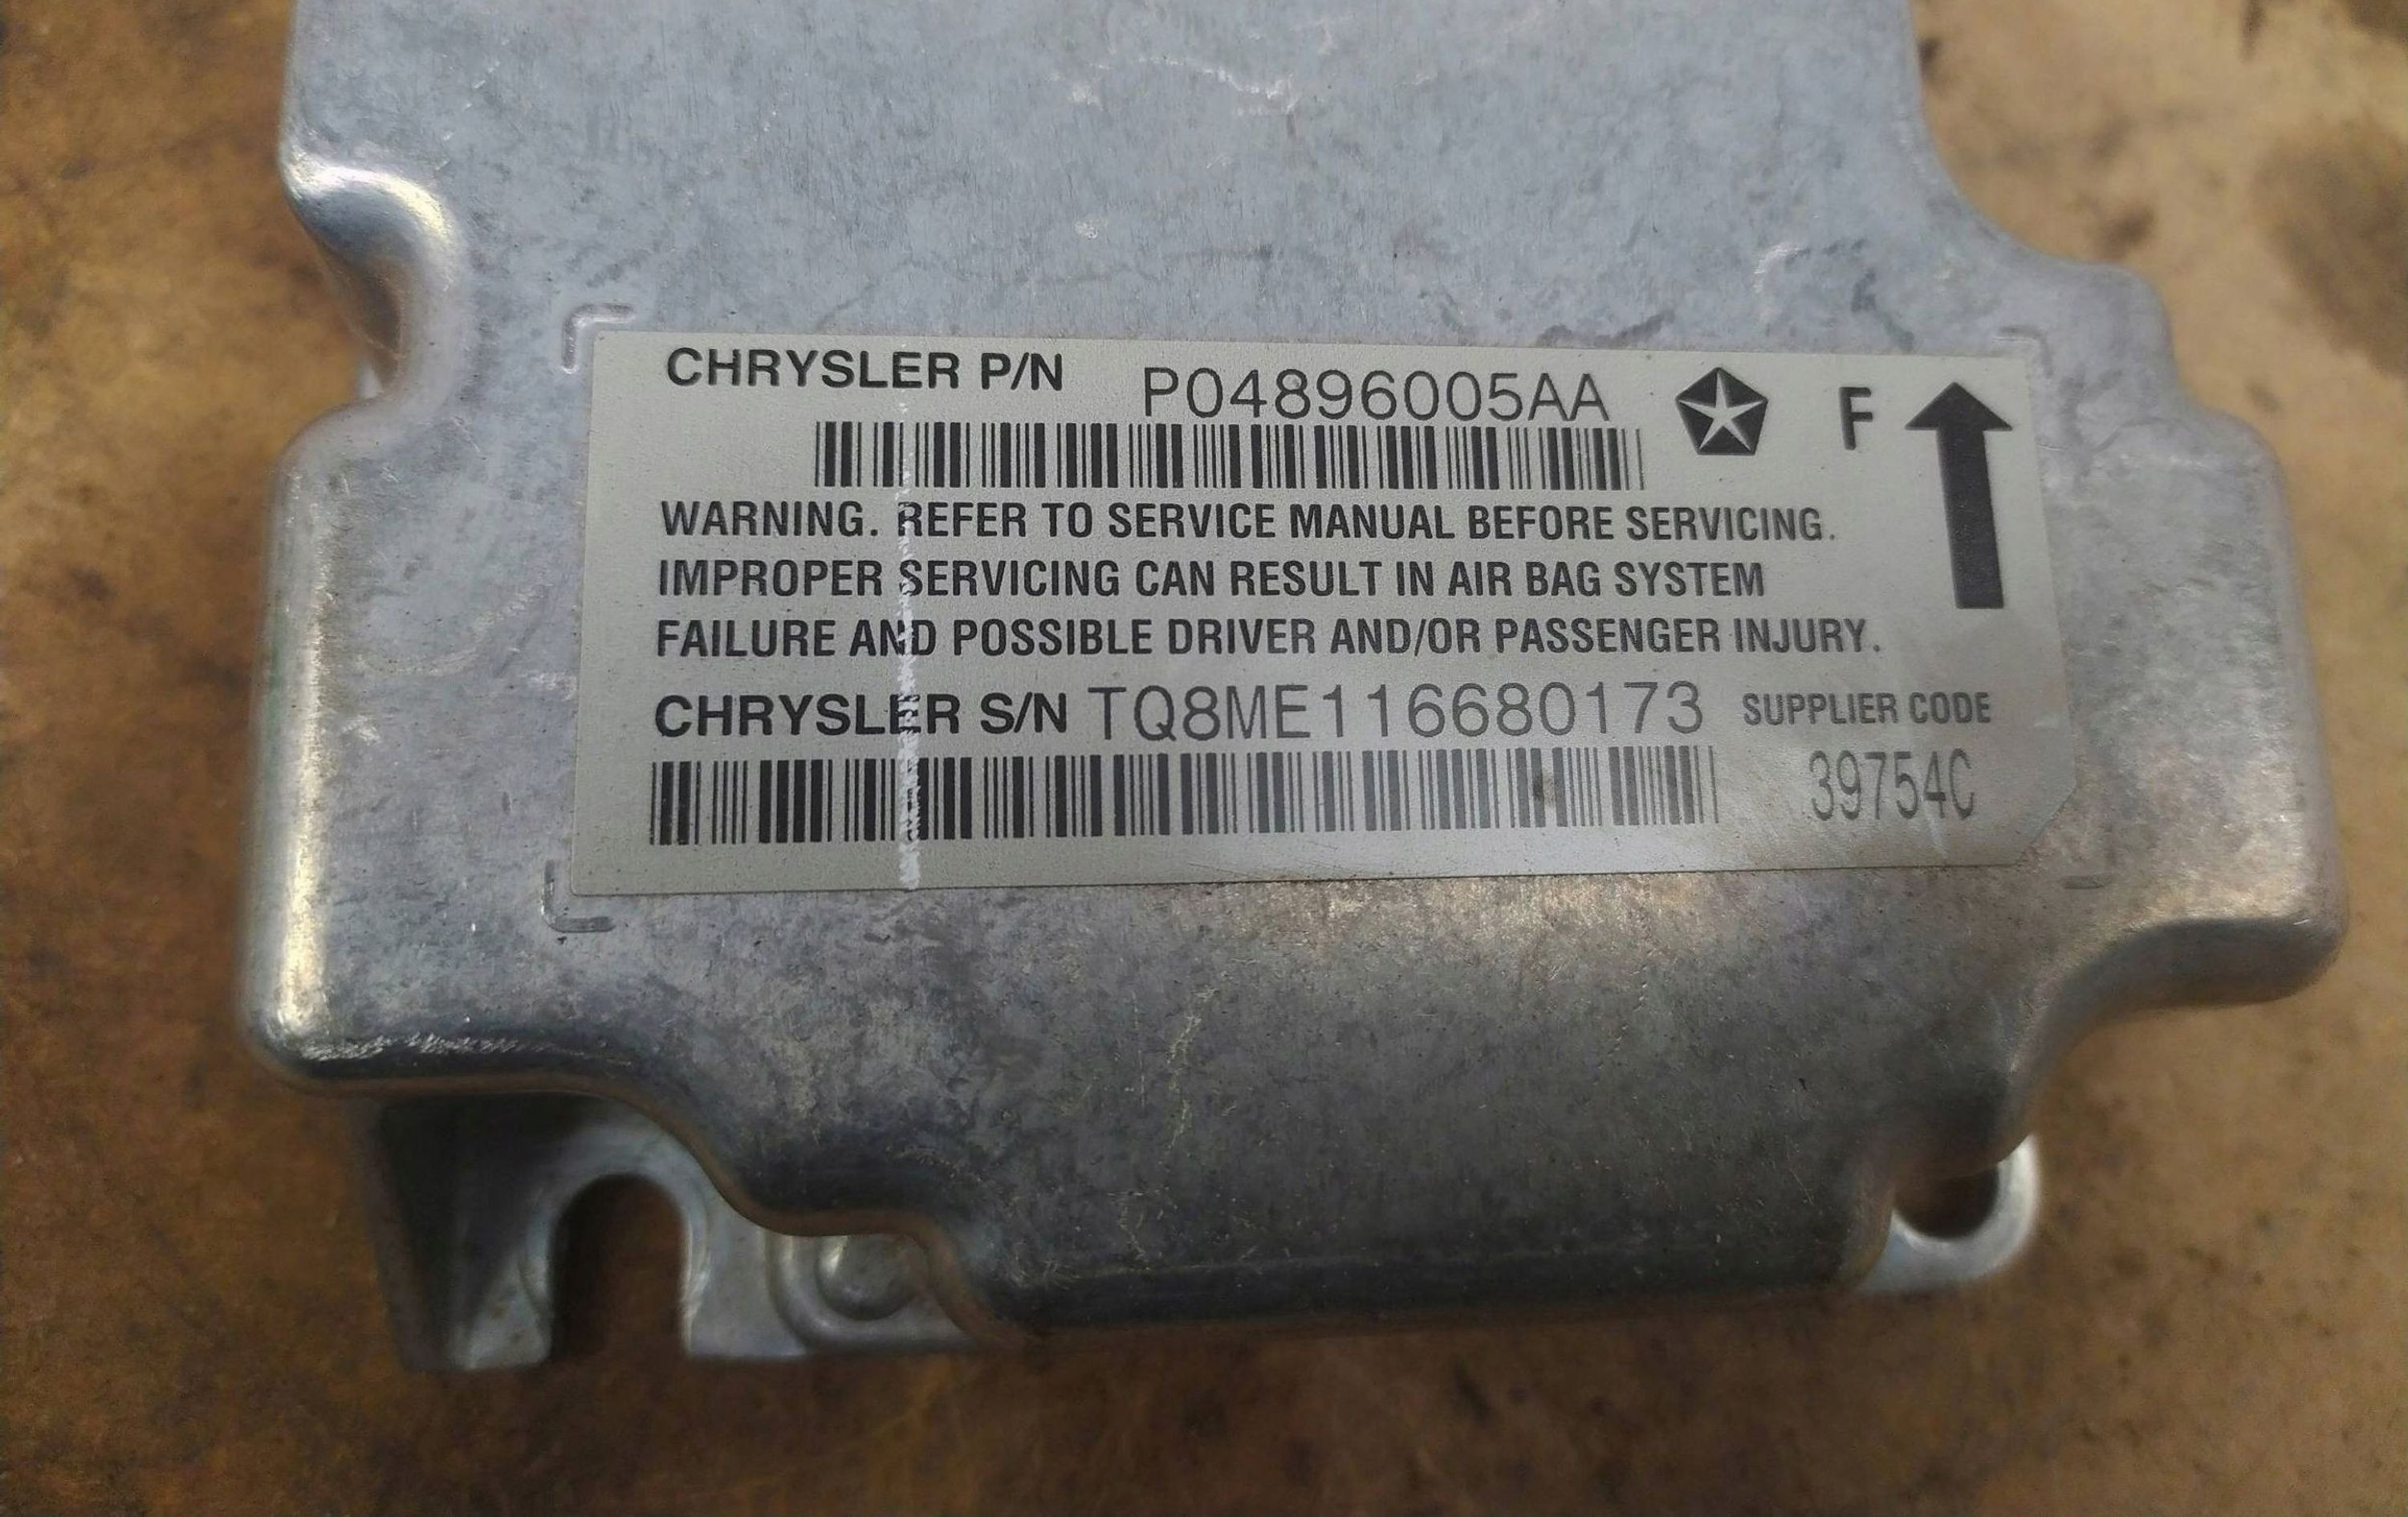 CHRYSLER P/N P04896005AA F
WARNING. REFER TO SERVICE MANUAL BEFORE SERVICING.
IMPROPER SERVICING CAN RESULT IN AIR BAG SYSTEM
FAILURE AND POSSIBLE DRIVER AND/OR PASSENGER INJURY.
CHRYSLER S/N TQ8ME116680173 SUPPLIER CODE
39754C